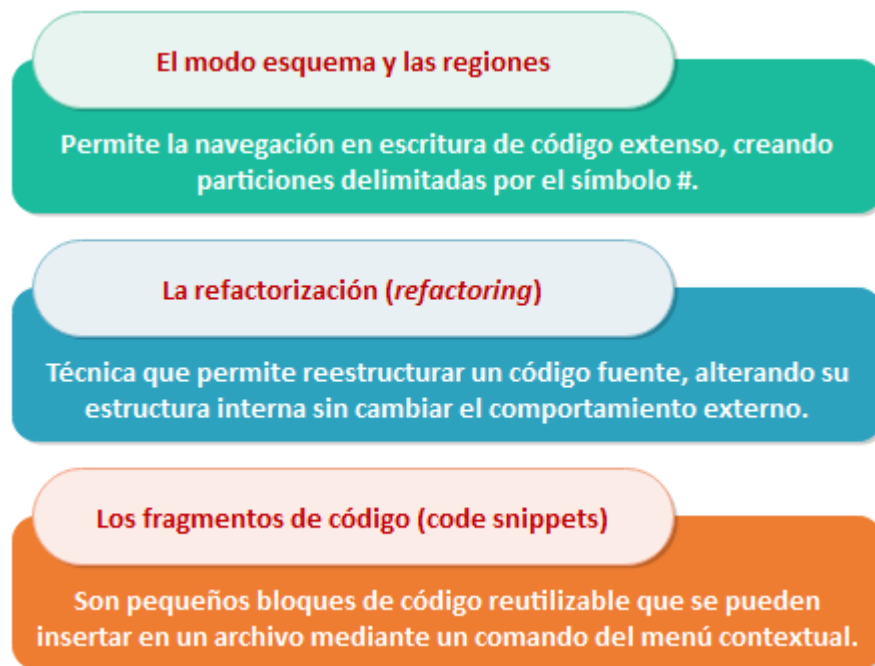 El modo esquema y las regiones
Permite la navegación en escritura de código extenso, creando
particiones delimitadas por el símbolo #.
La refactorización (refactoring)
Técnica que permite reestructurar un código fuente, alterando su
estructura interna sin cambiar el comportamiento externo.
Los fragmentos de código (code snippets)
Son pequeños bloques de código reutilizable que se pueden
insertar en un archivo mediante un comando del menú contextual.